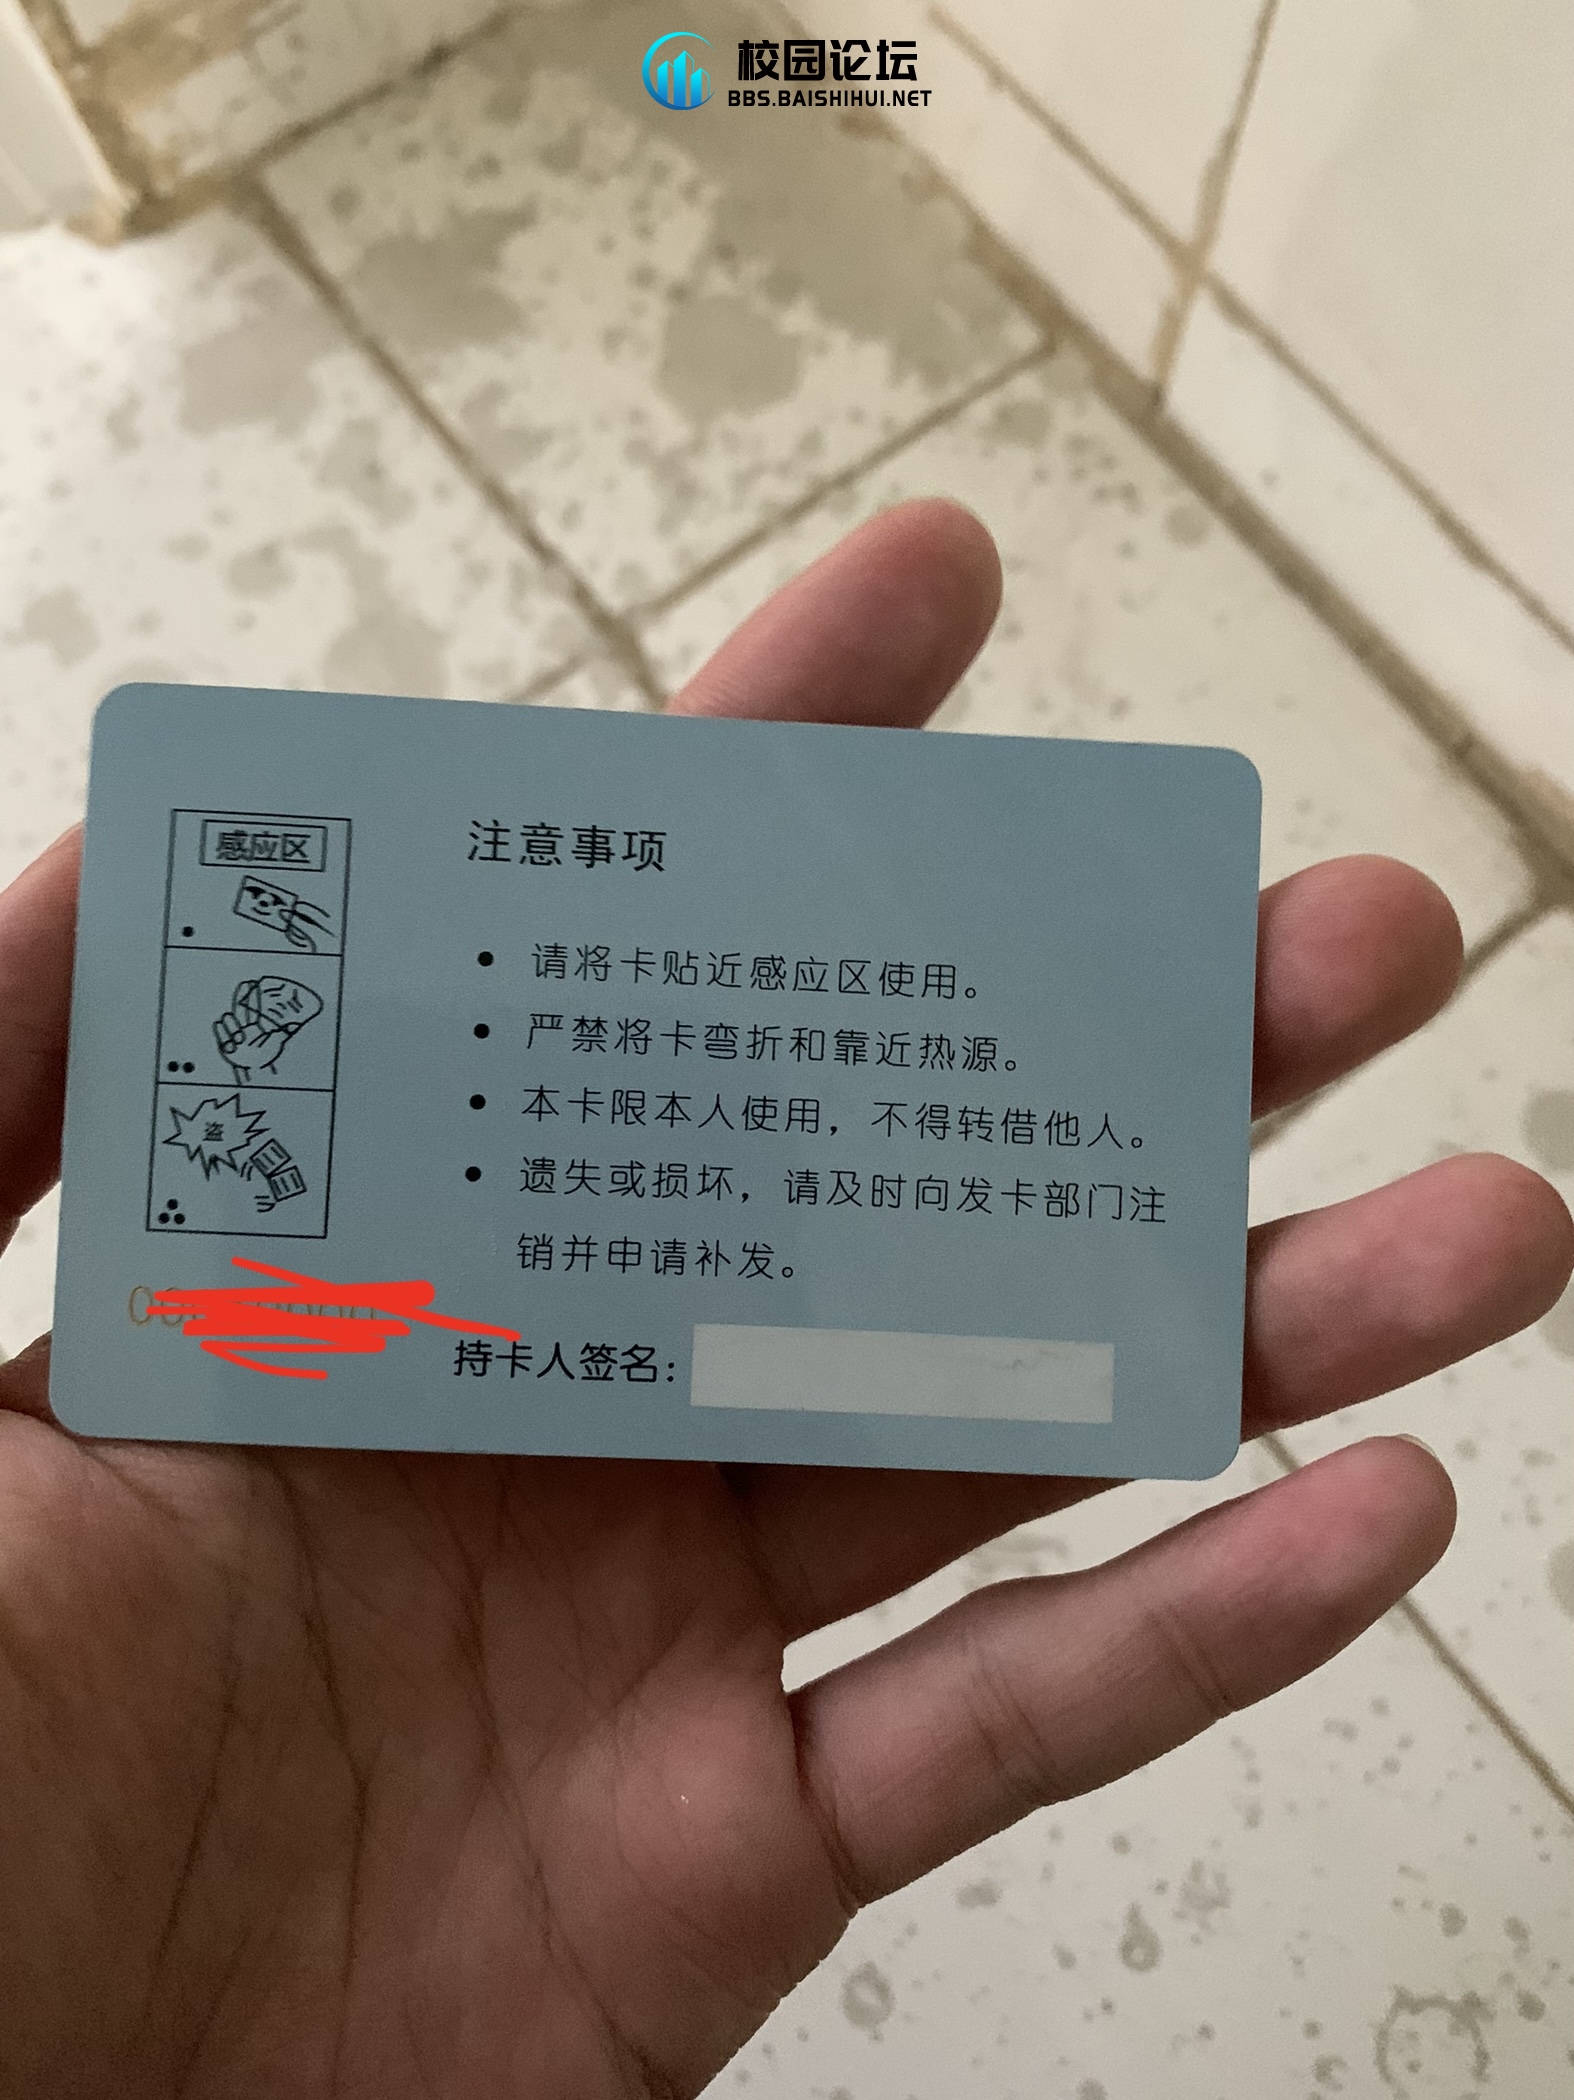 校园论坛
BBS.BAISHIHUI.NET
感应区
盗
注意事项
• 请将卡贴近感应区使用。
• 严禁将卡弯折和靠近热源。
• 本卡限本人使用，不得转借他人。
• 遗失或损坏，请及时向发卡部门注
销并申请补发。
持卡人签名：